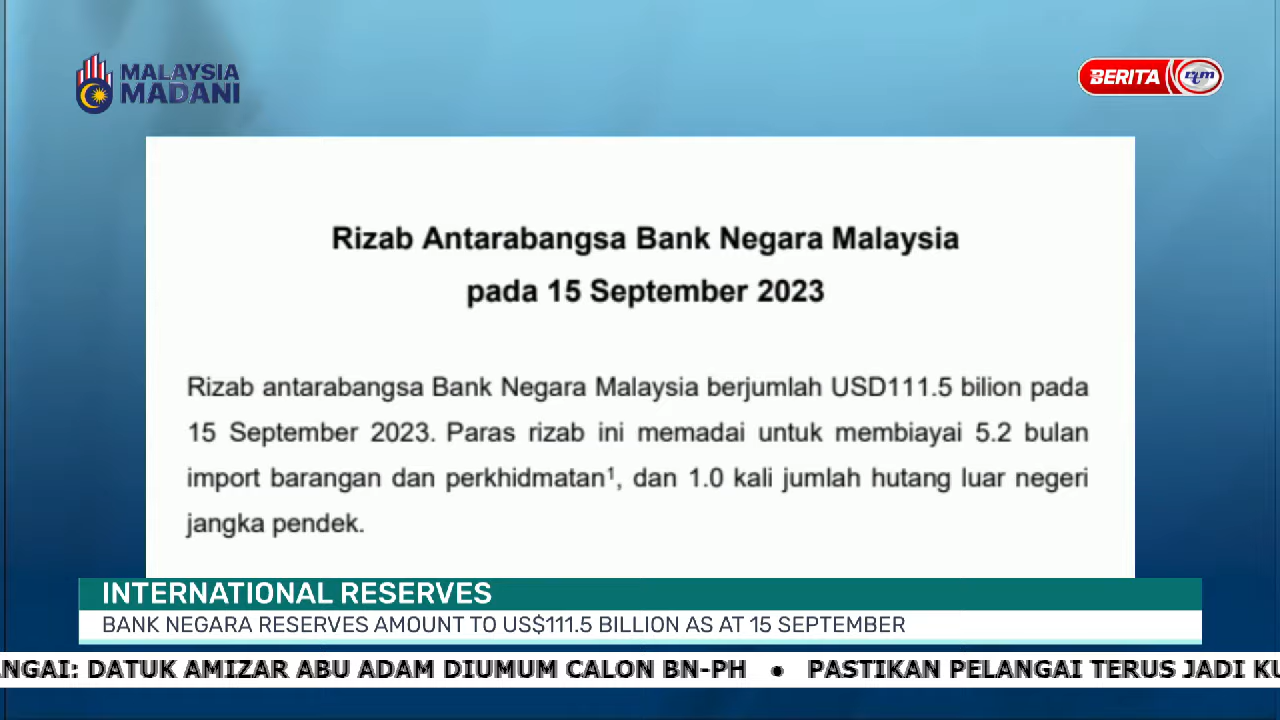 MALAYSIA
MADANI
BERITA rtm
Rizab Antarabangsa Bank Negara Malaysia
pada 15 September 2023
Rizab antarabangsa Bank Negara Malaysia berjumlah USD111.5 bilion pada
15 September 2023. Paras rizab ini memadai untuk membiayai 5.2 bulan
import barangan dan perkhidmatan¹, dan 1.0 kali jumlah hutang luar negeri
jangka pendek.
INTERNATIONAL RESERVES
BANK NEGARA RESERVES AMOUNT TO US$111.5 BILLION AS AT 15 SEPTEMBER
ANGAI: DATUK AMIZAR ABU ADAM DIUMUM CALON BN-PH ● PASTIKAN PELANGAI TERUS JADI KU